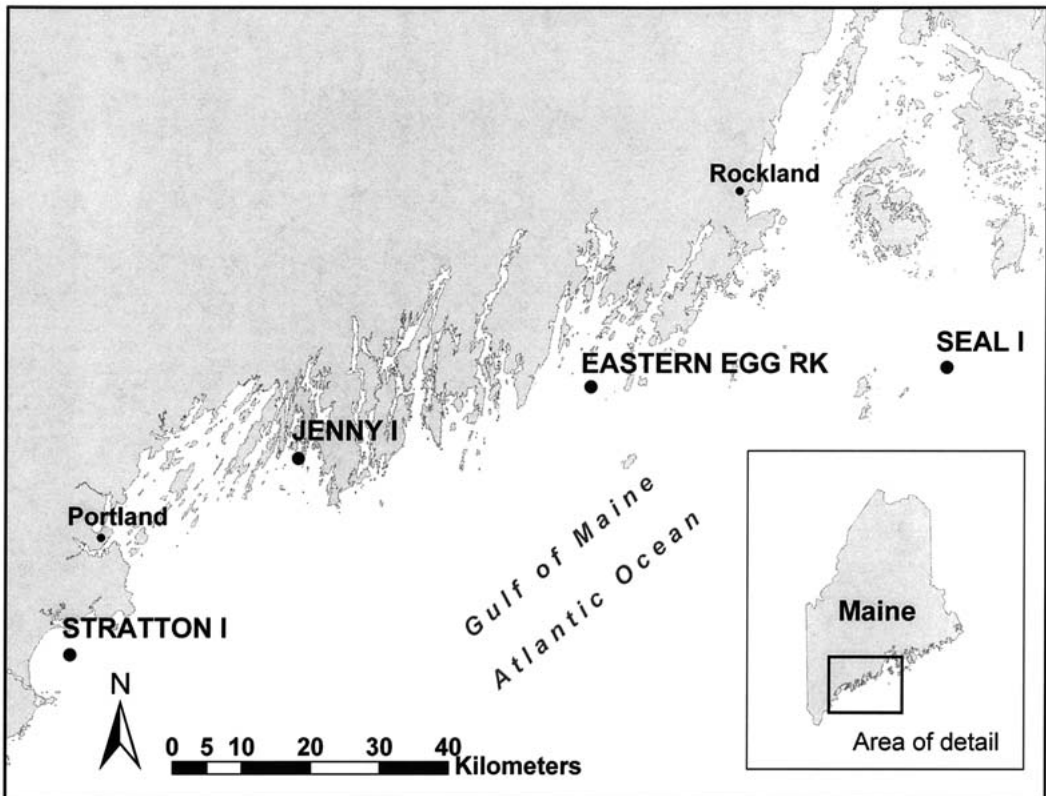 Rockland
SEAL I
EASTERN EGG RK
JENNY I
Portland
Gulf of Maine
Atlantic Ocean
STRATTON I
N
0 5 10 20 30 40
Kilometers
Maine
Area of detail